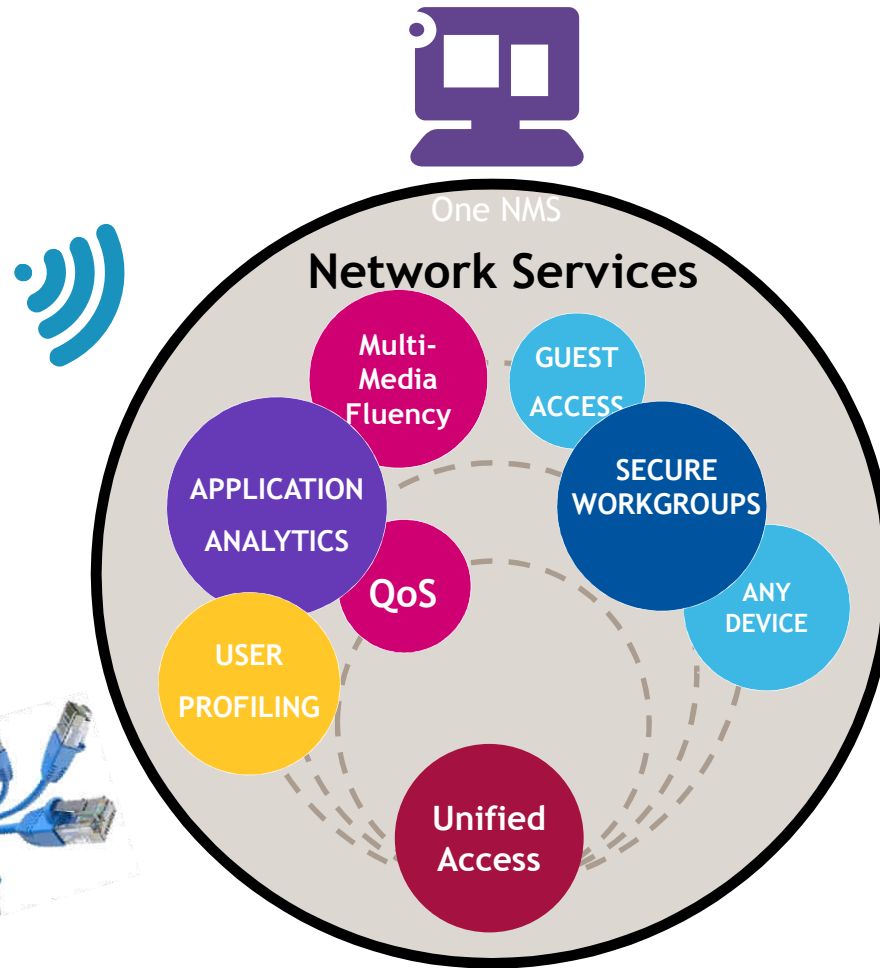 One NMS
Network Services
Multi-
Media
Fluency
GUEST
ACCESS
APPLICATION
ANALYTICS
SECURE
WORKGROUPS
QoS
ANY
DEVICE
USER
PROFILING
Unified
Access